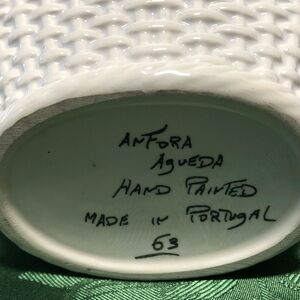 ANFORA
AGUEDA
HAND PAINTED
MADE IN PORTUGAL
63